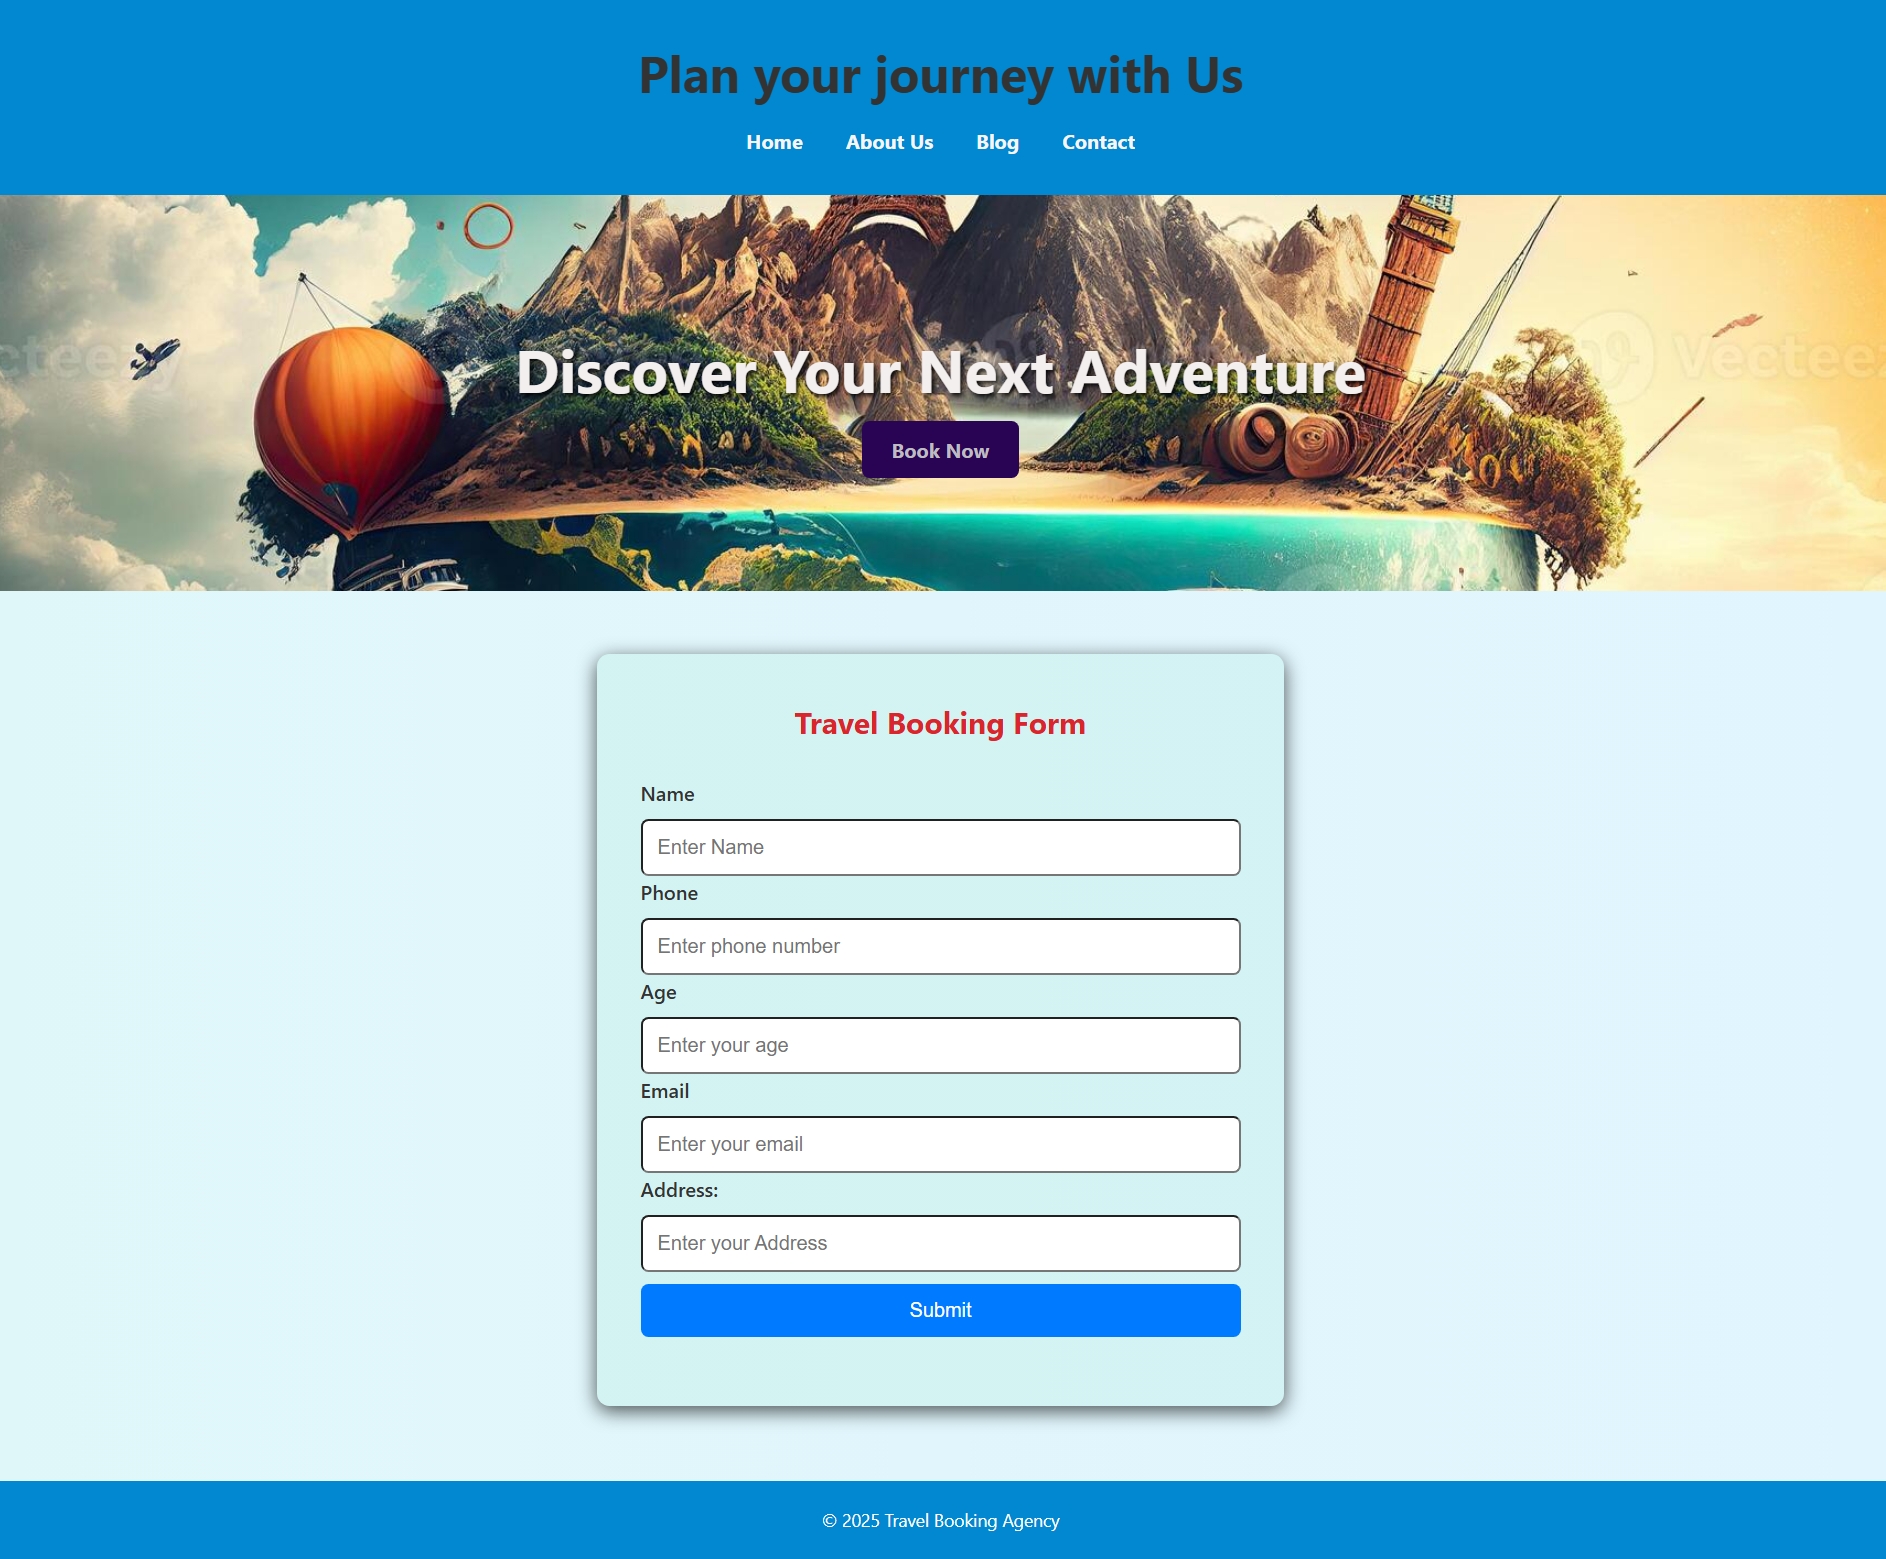 Plan your journey with Us
Home About Us Blog Contact
Discover Your Next Adventure
Book Now
Travel Booking Form
Name
Enter Name
Phone
Enter phone number
Age
Enter your age
Email
Enter your email
Address:
Enter your Address
Submit
© 2025 Travel Booking Agency